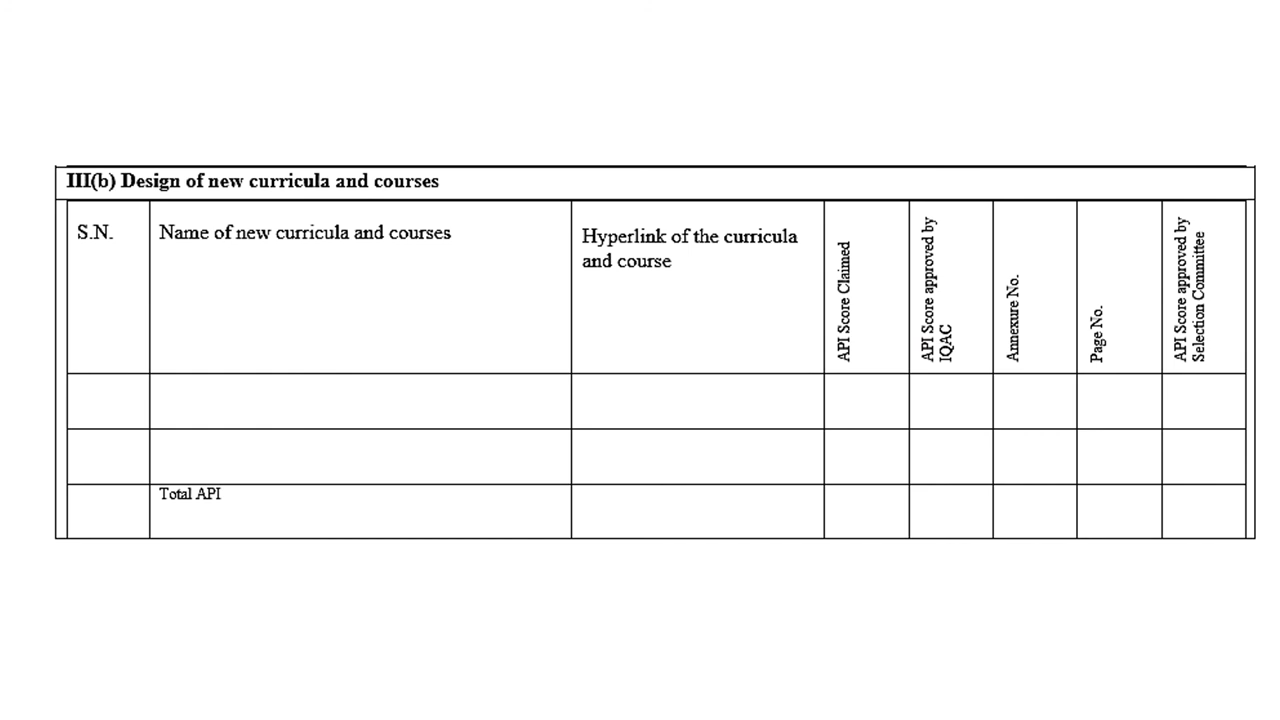 III(b) Design of new curricula and courses
S.N.
Name of new curricula and courses
Hyperlink of the curricula
and course
API Score Claimed
API Score approved by
IQAC
Annexure No.
Page No.
API Score approved by
Selection Committee
Total API